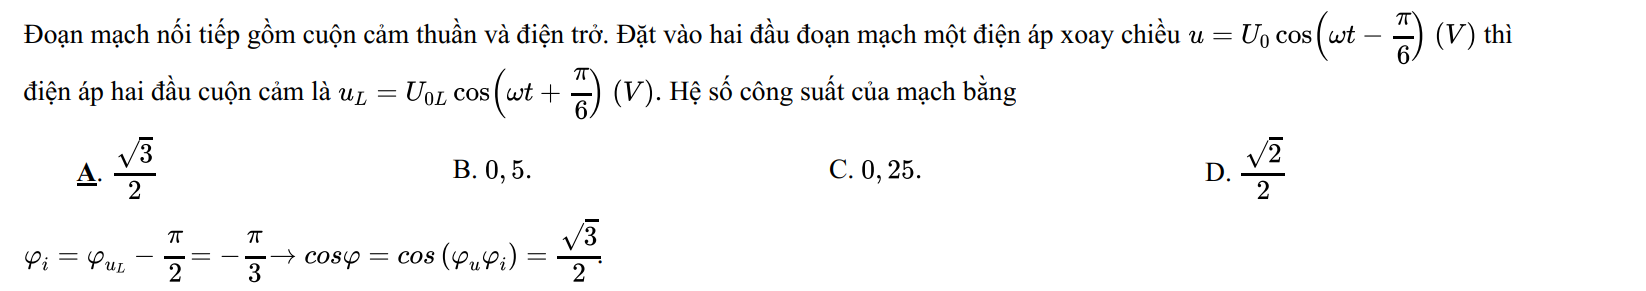 Đoạn mạch nối tiếp gồm cuộn cảm thuần và điện trở. Đặt vào hai đầu đoạn mạch một điện áp xoay chiều $u = U_0 \cos\left(\omega t - \frac{\pi}{6}\right) (V)$ thì
điện áp hai đầu cuộn cảm là $u_L = U_{0L} \cos\left(\omega t + \frac{\pi}{6}\right) (V)$. Hệ số công suất của mạch bằng
A. $\frac{\sqrt{3}}{2}$ B. 0,5. C. 0,25. D. $\frac{\sqrt{2}}{2}$
$\varphi_i = \varphi_{u_L} - \frac{\pi}{2} = -\frac{\pi}{3} \rightarrow cos\varphi = cos\left(\varphi_u \varphi_i\right) = \frac{\sqrt{3}}{2}$.